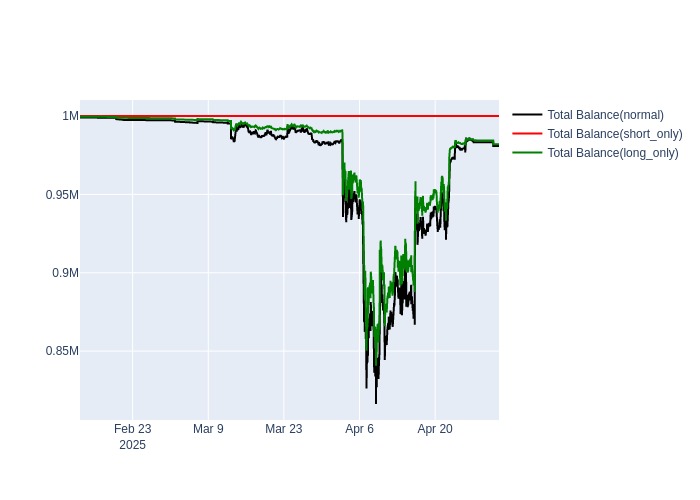 1M
0.95M
0.9M
0.85M
Feb 23
2025
Mar 9
Mar 23
Apr 6
Apr 20
Total Balance(normal)
Total Balance(short_only)
Total Balance(long_only)